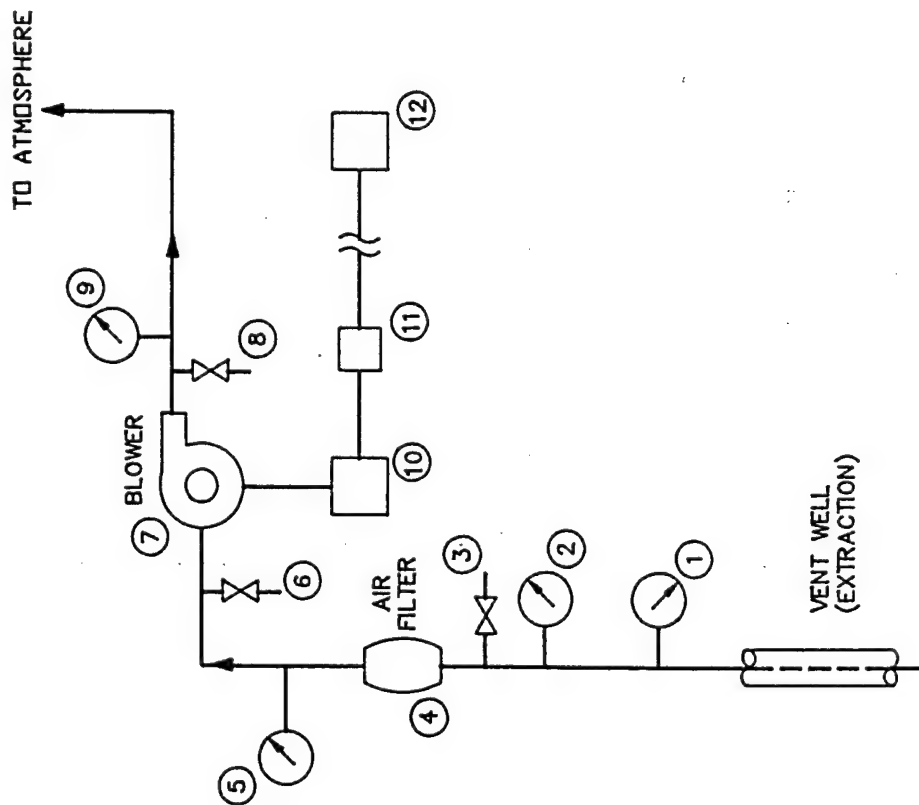 TO ATMOSPHERE
9
8
BLOWER
7
12
11
10
6
AIR
FILTER
3
2
1
5
4
VENT WELL
(EXTRACTION)